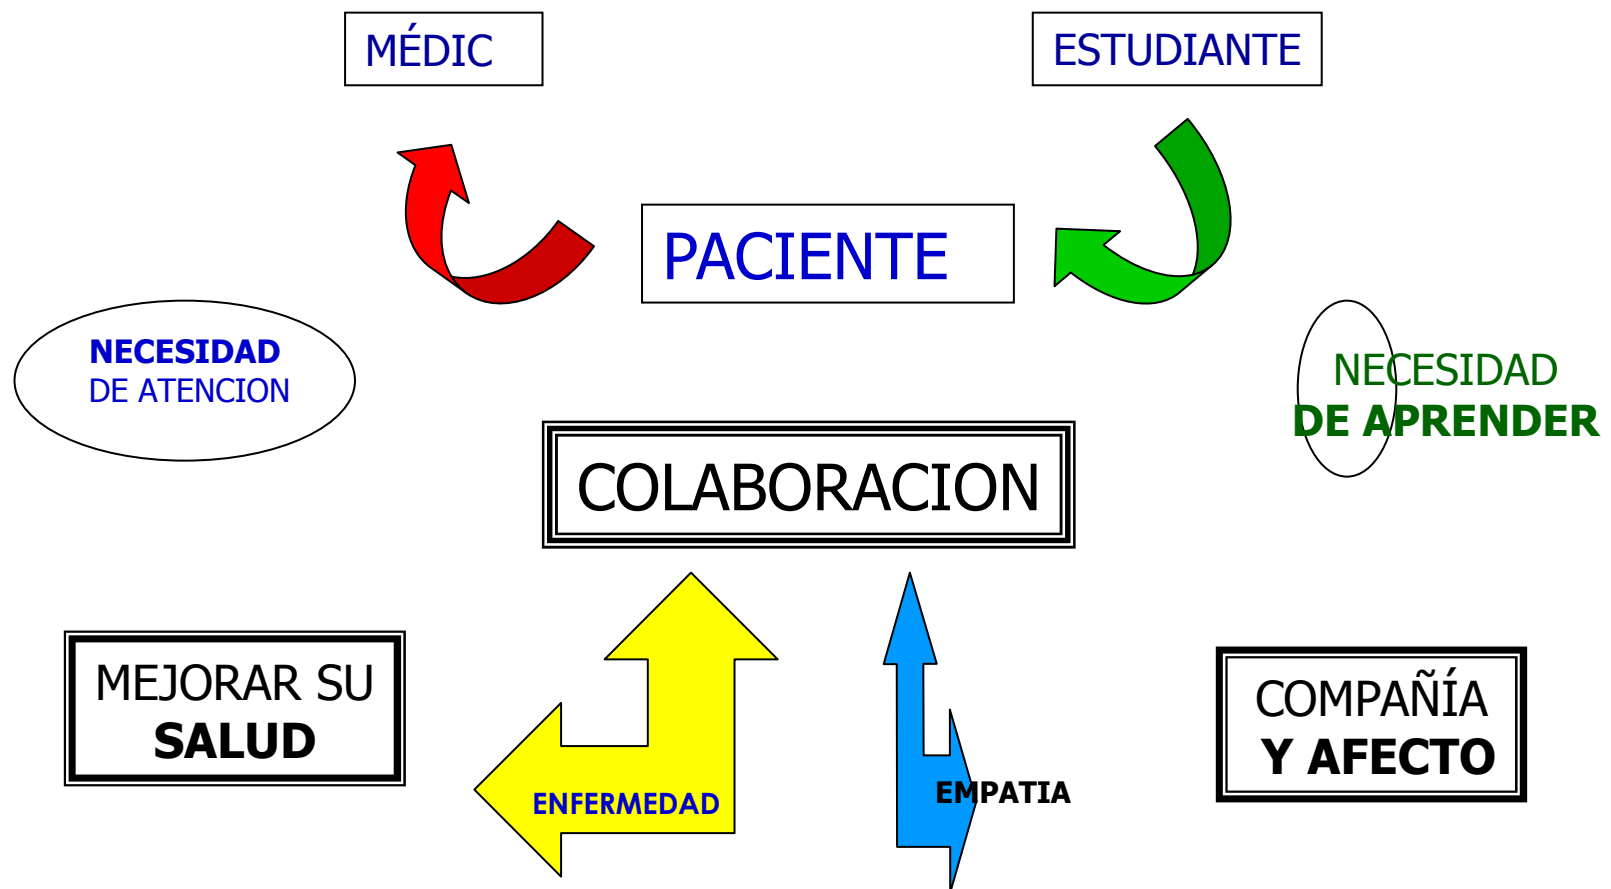 MÉDIC
ESTUDIANTE
PACIENTE
NECESIDAD
DE ATENCION
NECESIDAD
DE APRENDER
COLABORACION
MEJORAR SU
SALUD
COMPAÑÍA
Y AFECTO
ENFERMEDAD
EMPATIA